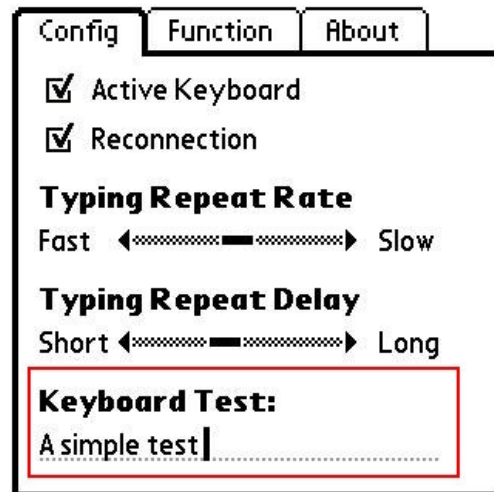 Config Function About
Active Keyboard
Reconnection
Typing Repeat Rate
Fast Slow
Typing Repeat Delay
Short Long
Keyboard Test:
A simple test